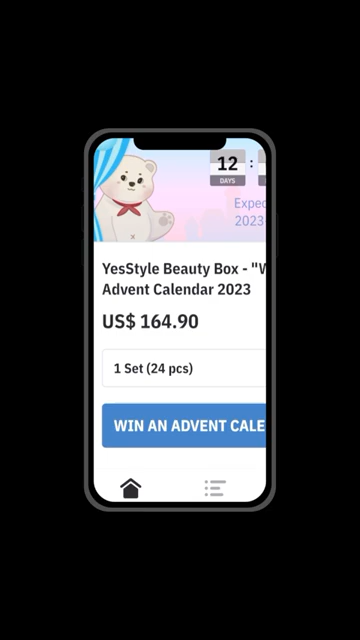 12 :
DAYS
Expec
2023
YesStyle Beauty Box - "W
Advent Calendar 2023
US$ 164.90
1 Set (24 pcs)
WIN AN ADVENT CALE